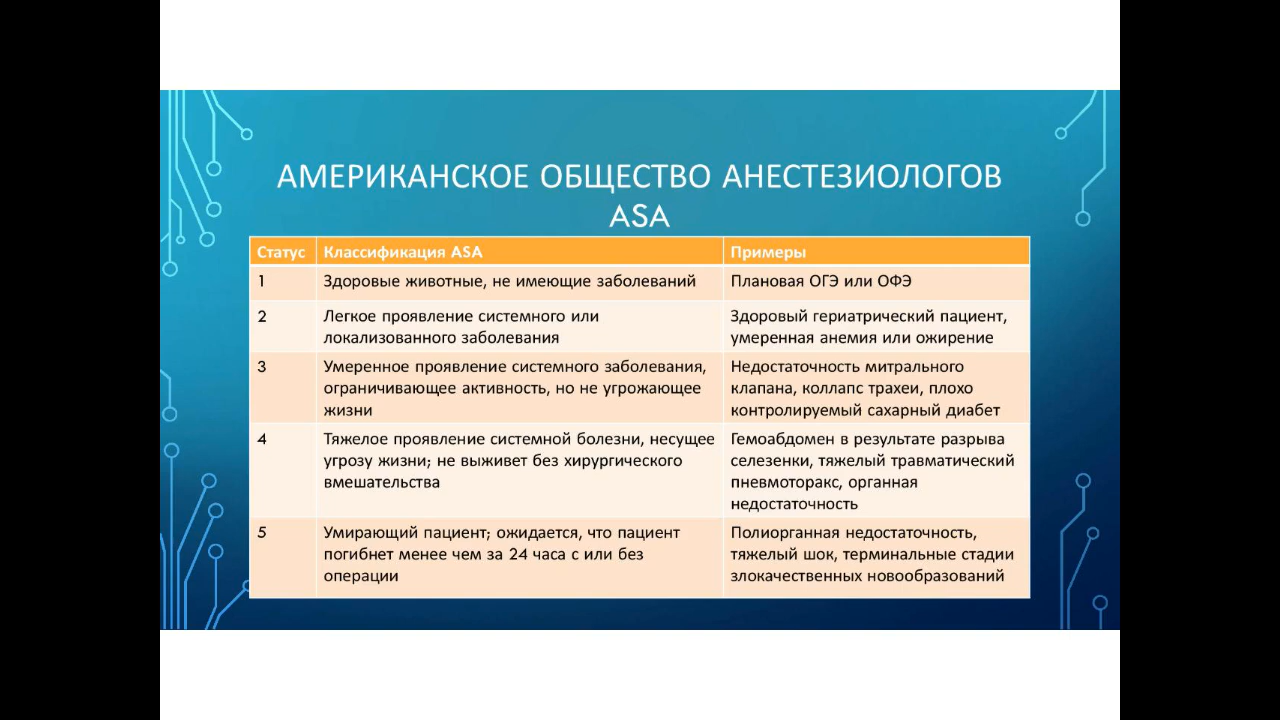 АМЕРИКАНСКОЕ ОБЩЕСТВО АНЕСТЕЗИОЛОГОВ
ASA
Статус Классификация ASA Примеры
1 Здоровые животные, не имеющие заболеваний Плановая ОГЭ или ОФЭ
2 Легкое проявление системного или
локализованного заболевания
Здоровый гериатрический пациент,
умеренная анемия или ожирение
3 Умеренное проявление системного заболевания,
ограничивающее активность, но не угрожающее
жизни
Недостаточность митрального
клапана, коллапс трахеи, плохо
контролируемый сахарный диабет
4 Тяжелое проявление системной болезни, несущее
угрозу жизни; не выживет без хирургического
вмешательства
Гемоабдомен в результате разрыва
селезенки, тяжелый травматический
пневмоторакс, органная
недостаточность
5 Умирающий пациент; ожидается, что пациент
погибнет менее чем за 24 часа с или без
операции
Полиорганная недостаточность,
тяжелый шок, терминальные стадии
злокачественных новообразований